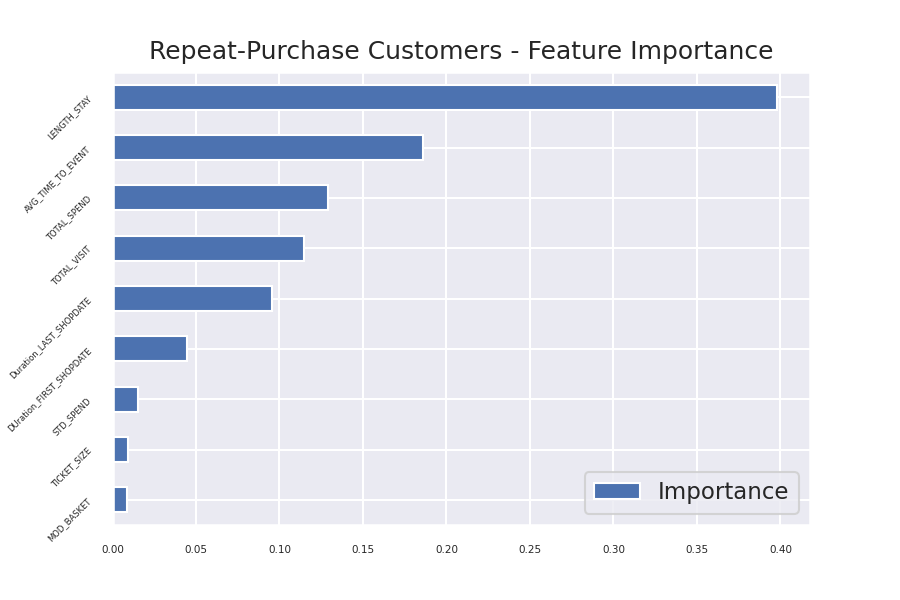 Repeat-Purchase Customers - Feature Importance
LENGTH_STAY
AVG_TIME_TO_EVENT
TOTAL_SPEND
TOTAL_VISIT
Duration_LAST_SHOPDATE
DUration_FIRST_SHOPDATE
STD_SPEND
TICKET_SIZE
MOD_BASKET
Importance
0.00 0.05 0.10 0.15 0.20 0.25 0.30 0.35 0.40